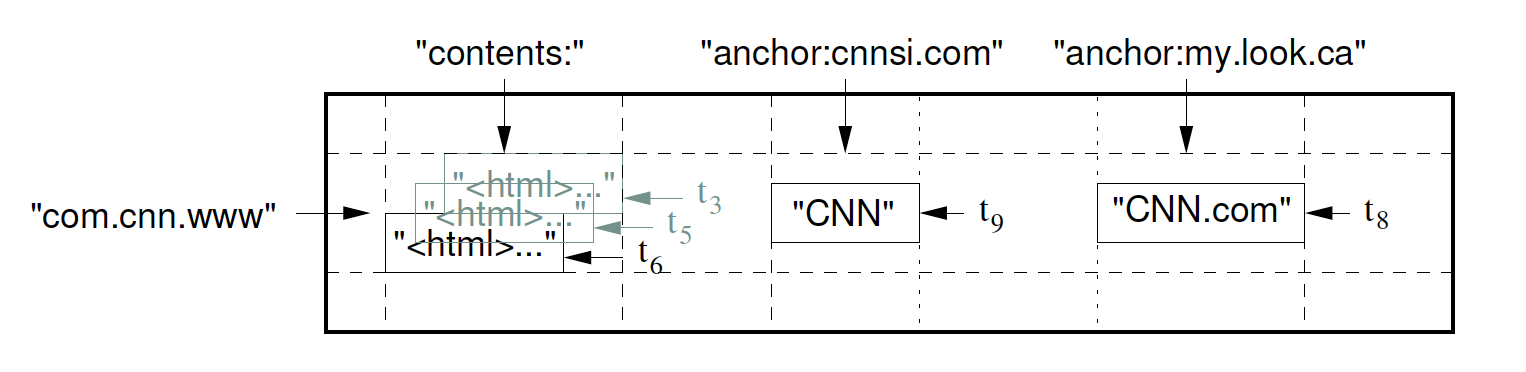 "contents:"
"anchor:cnnsi.com"
"anchor:my.look.ca"
"com.cnn.www"
"<html>..."
t3
"<html>..."
t5
"<html>..."
t6
"CNN"
t9
"CNN.com"
t8